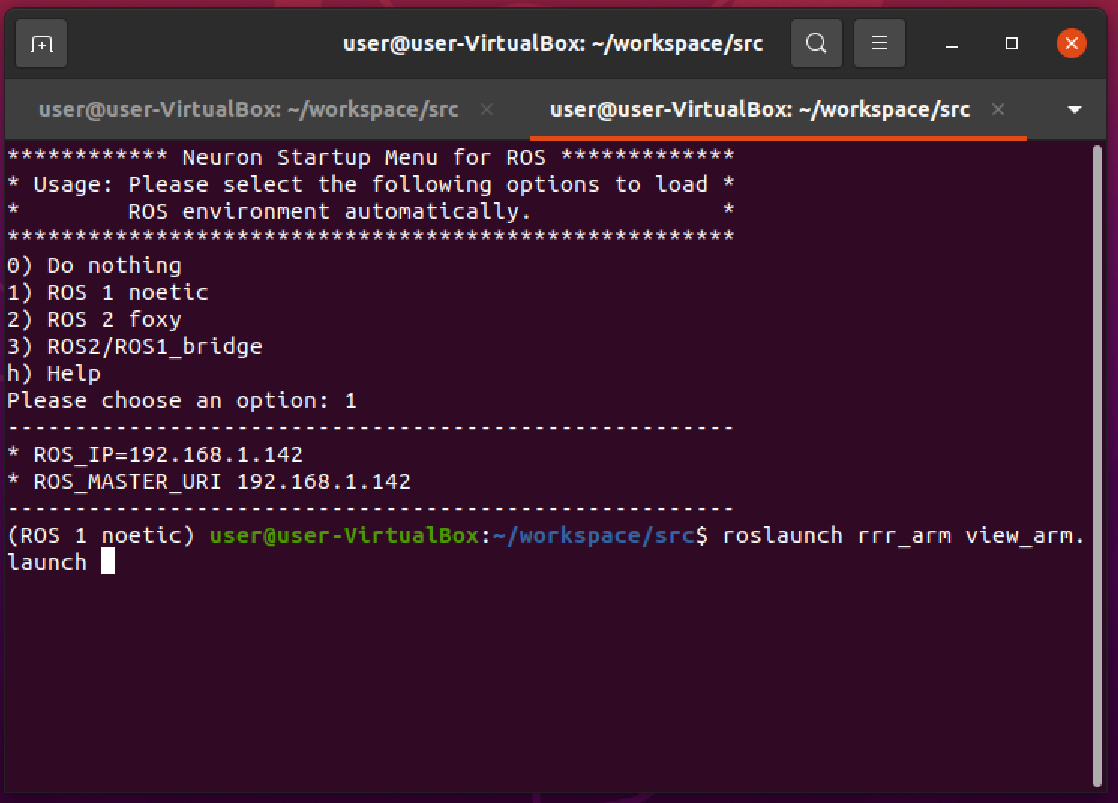 user@user-VirtualBox: ~/workspace/src
user@user-VirtualBox: ~/workspace/src
user@user-VirtualBox: ~/workspace/src
************ Neuron Startup Menu for ROS *************
* Usage: Please select the following options to load *
*        ROS environment automatically.              *
******************************************************
0) Do nothing
1) ROS 1 noetic
2) ROS 2 foxy
3) ROS2/ROS1_bridge
h) Help
Please choose an option: 1
------------------------------------------------------
* ROS_IP=192.168.1.142
* ROS_MASTER_URI 192.168.1.142
------------------------------------------------------
(ROS 1 noetic) user@user-VirtualBox:~/workspace/src$ roslaunch rrr_arm view_arm.
launch